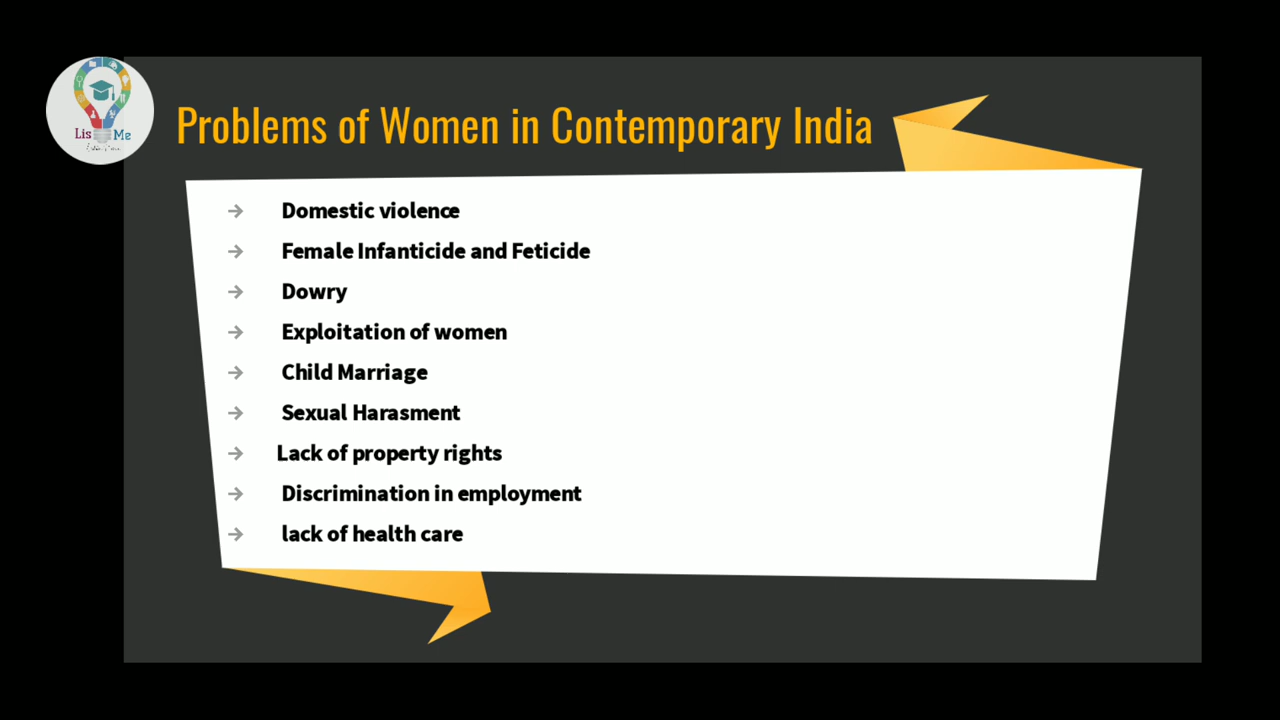 Lis Me
Problems of Women in Contemporary India
→ Domestic violence
→ Female Infanticide and Feticide
→ Dowry
→ Exploitation of women
→ Child Marriage
→ Sexual Harasment
→ Lack of property rights
→ Discrimination in employment
→ lack of health care